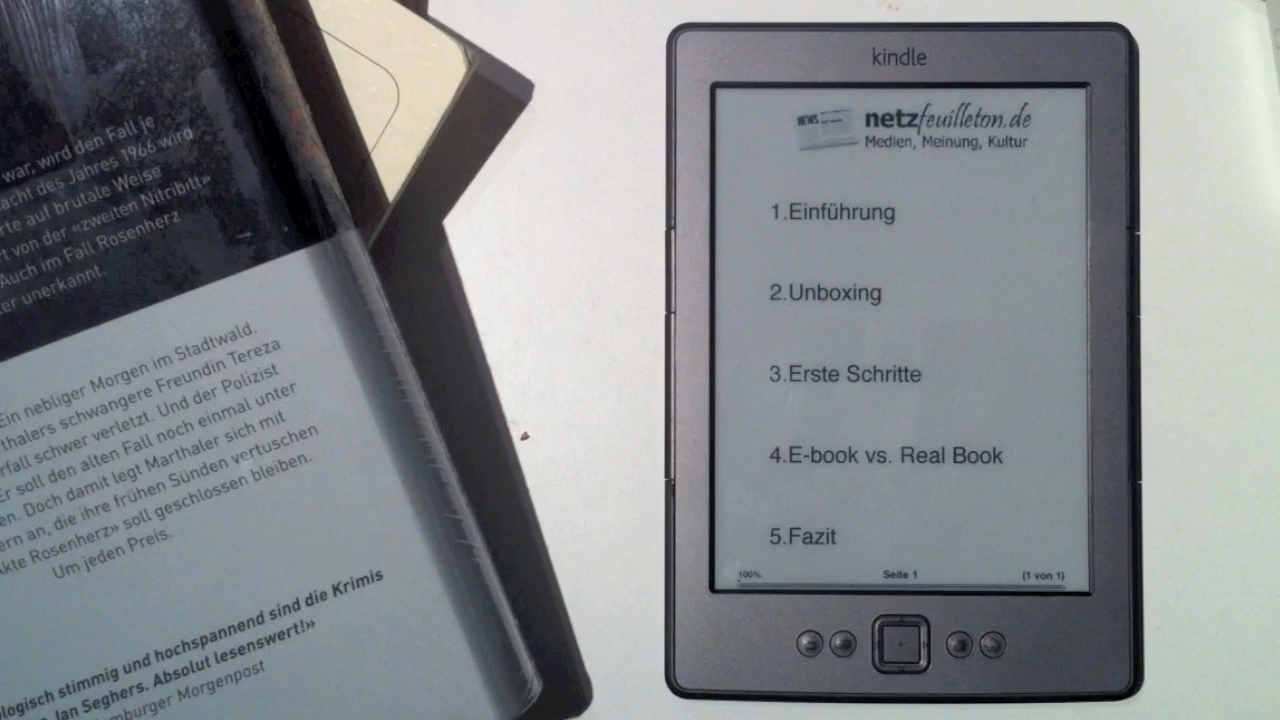 war, wird den Fall je
acht des Jahres 1966 wird
rte auf brutale Weise
t von der «zweiten Nitribitt»
Auch im Fall Rosenherz
er unerkannt.
Ein nebliger Morgen im Stadtwald.
thalers schwangere Freundin Tereza
rfall schwer verletzt. Und der Polizist
Er soll den alten Fall noch einmal unter
en. Doch damit legt Marthaler sich mit
ern an, die ihre frühen Sünden vertuschen
kte Rosenherz» soll geschlossen bleiben.
Um jeden Preis.
ologisch stimmig und hochspannend sind die Krimis
Jan Seghers. Absolut lesenswert!»
mburger Morgenpost
kindle
NEWS
netzfeuilleton.de
Medien, Meinung, Kultur
1.Einführung
2.Unboxing
3.Erste Schritte
4.E-book vs. Real Book
5.Fazit
100% Seite 1 (1 von 1)